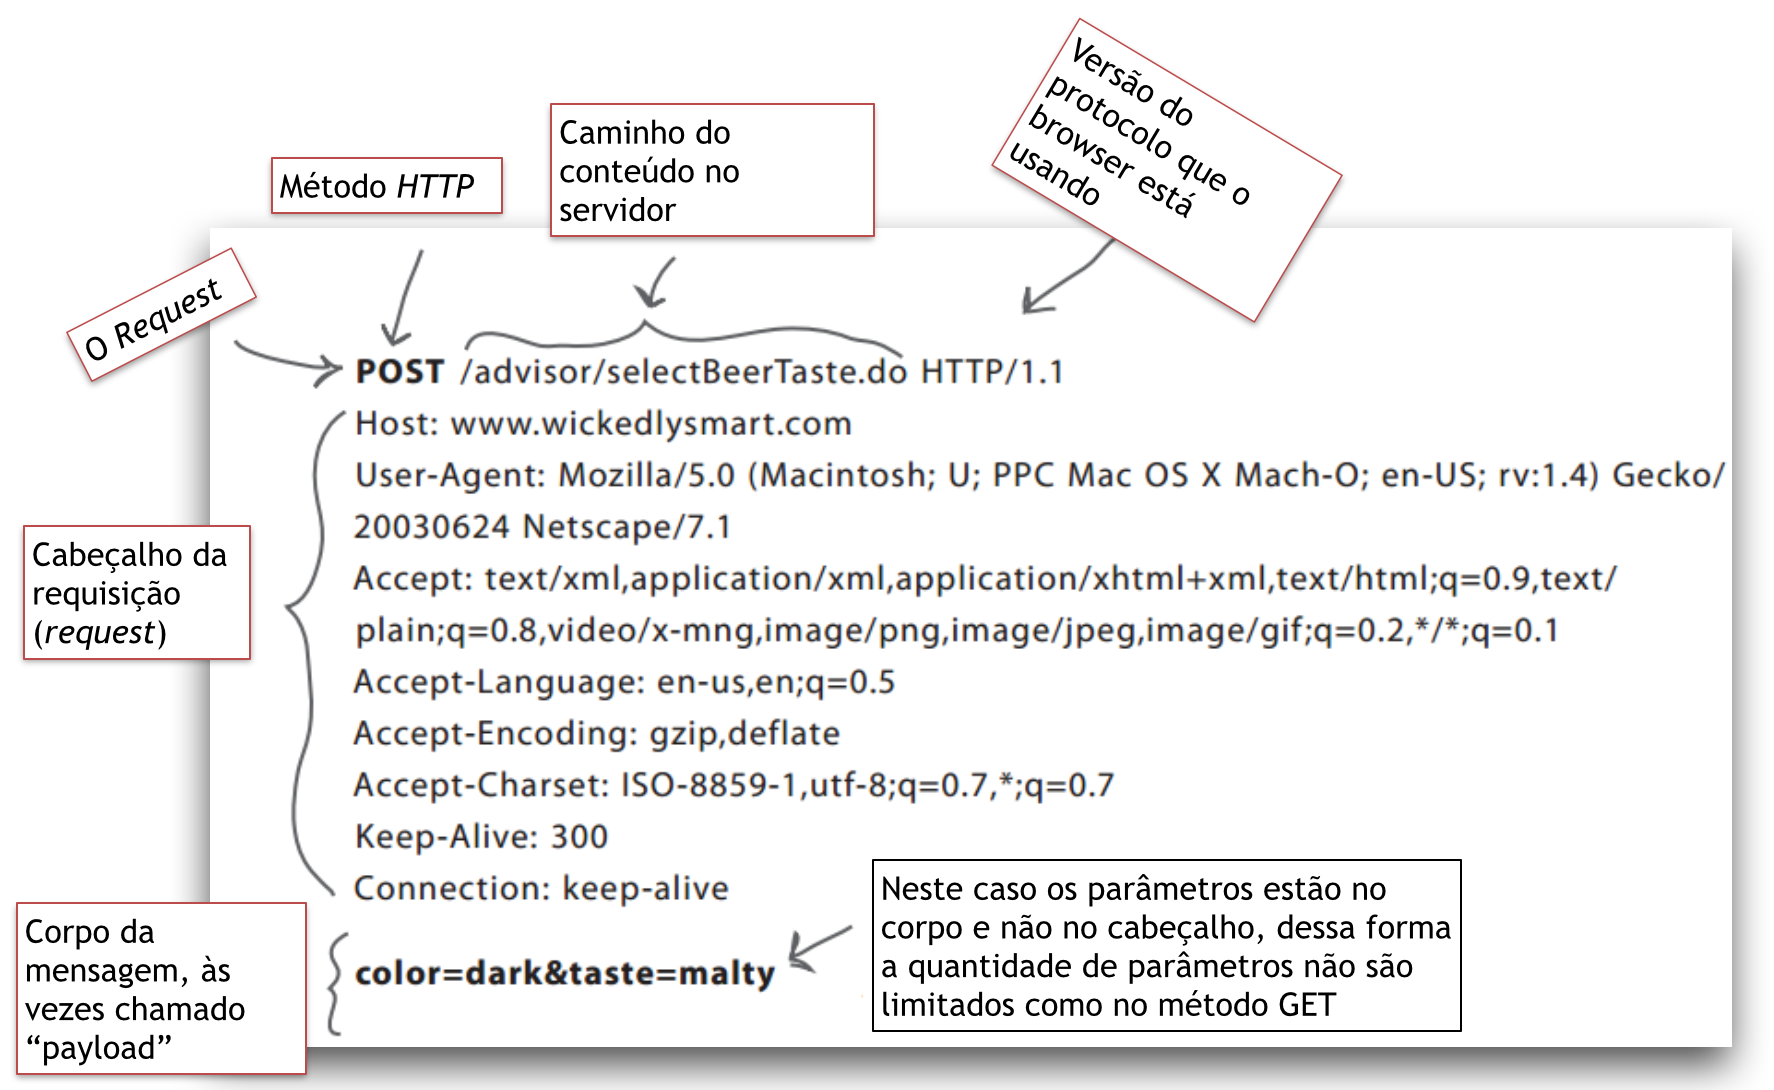 Versão do
protocolo que o
browser está
usando
Caminho do
conteúdo no
servidor
Método HTTP
O Request
POST /advisor/selectBeerTaste.do HTTP/1.1
Host: www.wickedlysmart.com
User-Agent: Mozilla/5.0 (Macintosh; U; PPC Mac OS X Mach-O; en-US; rv:1.4) Gecko/
20030624 Netscape/7.1
Accept: text/xml,application/xml,application/xhtml+xml,text/html;q=0.9,text/
plain;q=0.8,video/x-mng,image/png,image/jpeg,image/gif;q=0.2,*/*;q=0.1
Accept-Language: en-us,en;q=0.5
Accept-Encoding: gzip,deflate
Accept-Charset: ISO-8859-1,utf-8;q=0.7,*;q=0.7
Keep-Alive: 300
Connection: keep-alive
Cabeçalho da
requisição
(request)
color=dark&taste=malty
Corpo da
mensagem, às
vezes chamado
“payload”
Neste caso os parâmetros estão no
corpo e não no cabeçalho, dessa forma
a quantidade de parâmetros não são
limitados como no método GET